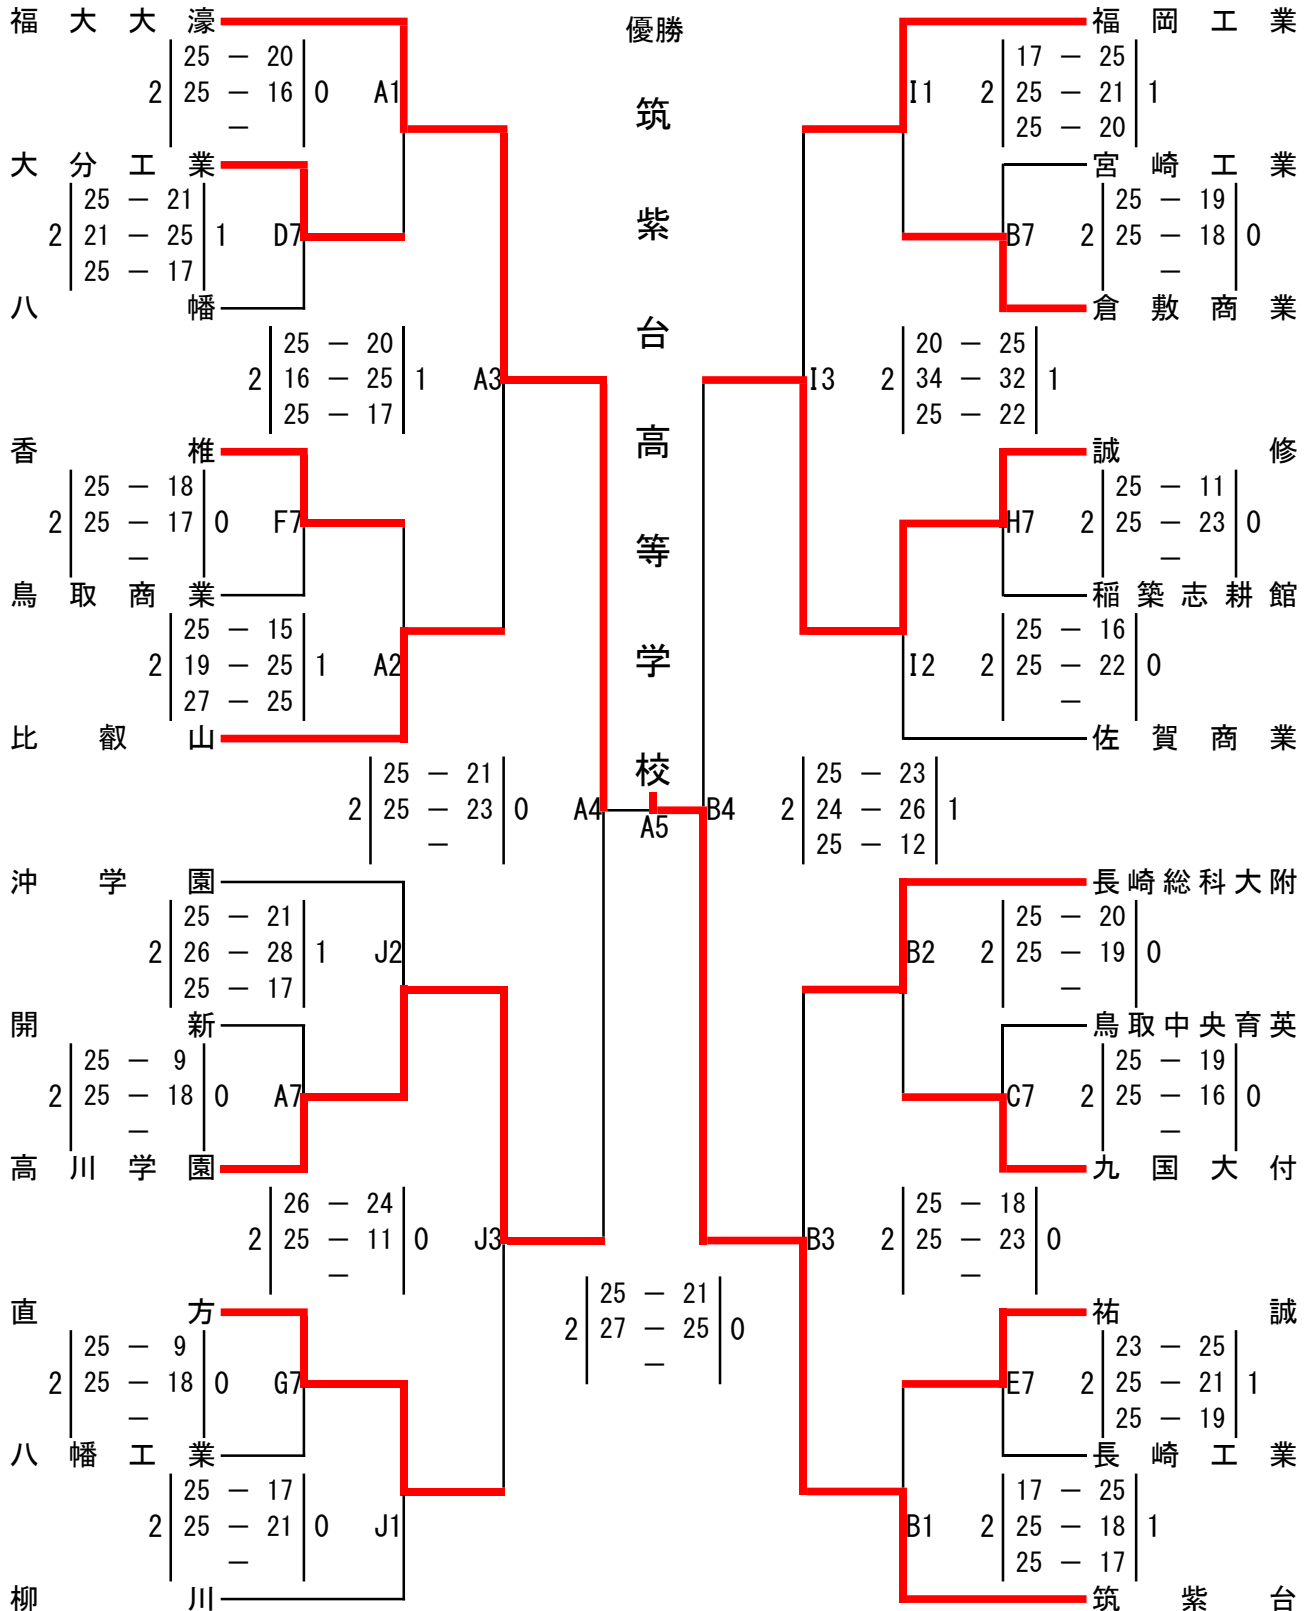 優勝
筑紫台高等学校
福大大濠
25 － 20
2 25 － 16 0 A1
－
大分工業
25 － 21
2 21 － 25 1 D7
25 － 17
八幡
25 － 20
2 16 － 25 1 A3
25 － 17
香椎
25 － 18
2 25 － 17 0 F7
－
鳥取商業
25 － 15
2 19 － 25 1 A2
27 － 25
比叡山
25 － 21
2 25 － 23 0 A4
－
沖学園
25 － 21
2 26 － 28 1 J2
25 － 17
開新
25 － 9
2 25 － 18 0 A7
－
高川学園
26 － 24
2 25 － 11 0 J3
－
直方
25 － 9
2 25 － 18 0 G7
－
八幡工業
25 － 17
2 25 － 21 0 J1
－
柳川
A5
25 － 21
2 27 － 25 0
－
福岡工業
17 － 25
I1 2 25 － 21 1
25 － 20
宮崎工業
25 － 19
B7 2 25 － 18 0
－
倉敷商業
20 － 25
I3 2 34 － 32 1
25 － 22
誠修
25 － 11
H7 2 25 － 23 0
－
稲築志耕館
25 － 16
I2 2 25 － 22 0
－
佐賀商業
25 － 23
B4 2 24 － 26 1
25 － 12
長崎総科大附
25 － 20
B2 2 25 － 19 0
－
鳥取中央育英
25 － 19
C7 2 25 － 16 0
－
九国大付
25 － 18
B3 2 25 － 23 0
－
祐誠
23 － 25
E7 2 25 － 21 1
25 － 19
長崎工業
17 － 25
B1 2 25 － 18 1
25 － 17
筑紫台